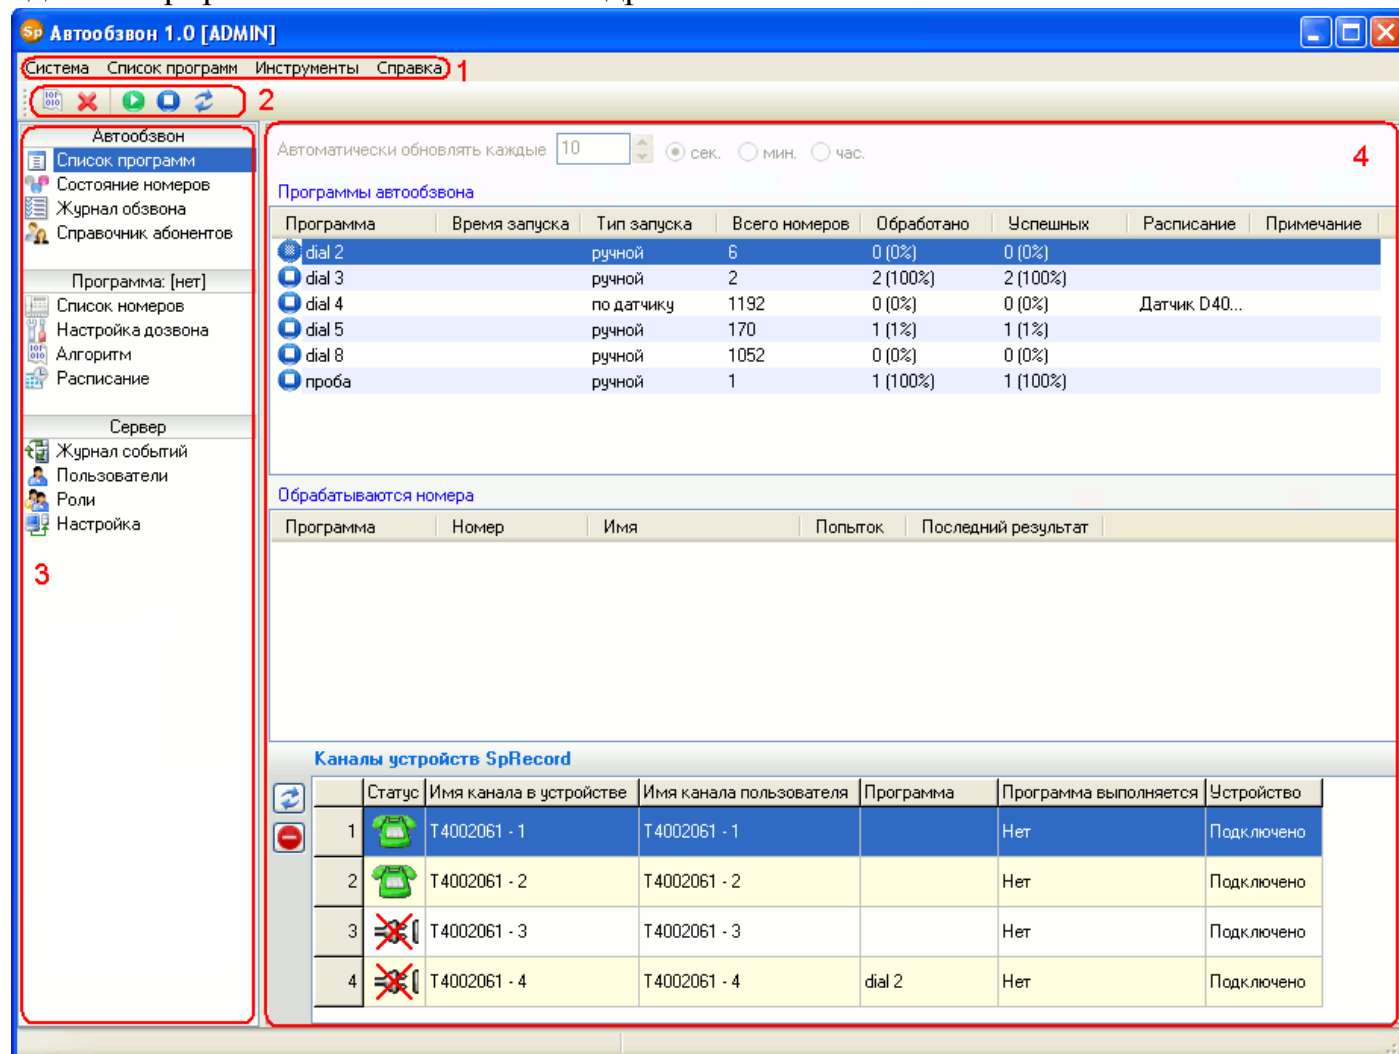 Автообзвон 1.0 [ADMIN]
Система Список программ Инструменты Справка 1
2
Автообзвон
Список программ
Состояние номеров
Журнал обзвона
Справочник абонентов
Программа: [нет]
Список номеров
Настройка дозвона
Алгоритм
Расписание
Сервер
Журнал событий
Пользователи
Роли
Настройка
3
Автоматически обновлять каждые 10 сек. мин. час.
4
Программы автообзвона
Программа Время запуска Тип запуска Всего номеров Обработано Успешных Расписание Примечание
dial 2 ручной 6 0 (0%) 0 (0%)
dial 3 ручной 2 2 (100%) 2 (100%)
dial 4 по датчику 1192 0 (0%) 0 (0%) Датчик D40...
dial 5 ручной 170 1 (1%) 1 (1%)
dial 8 ручной 1052 0 (0%) 0 (0%)
проба ручной 1 1 (100%) 1 (100%)
Обрабатываются номера
Программа Номер Имя Попыток Последний результат
Каналы устройств SpRecord
Статус Имя канала в устройстве Имя канала пользователя Программа Программа выполняется Устройство
1 T4002061 - 1 T4002061 - 1 Нет Подключено
2 T4002061 - 2 T4002061 - 2 Нет Подключено
3 T4002061 - 3 T4002061 - 3 Нет Подключено
4 T4002061 - 4 T4002061 - 4 dial 2 Нет Подключено